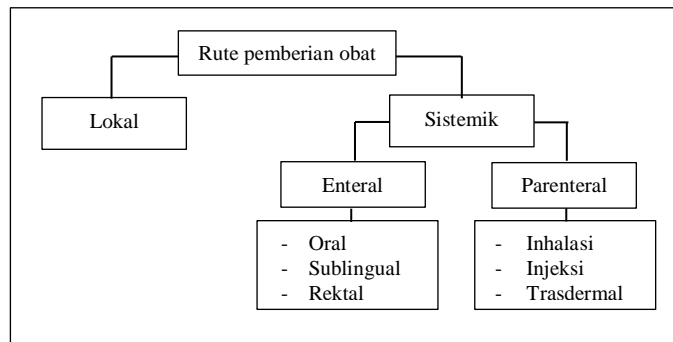 Rute pemberian obat
Lokal
Sistemik
Enteral
Parenteral
- Oral
- Sublingual
- Rektal
- Inhalasi
- Injeksi
- Trasdermal